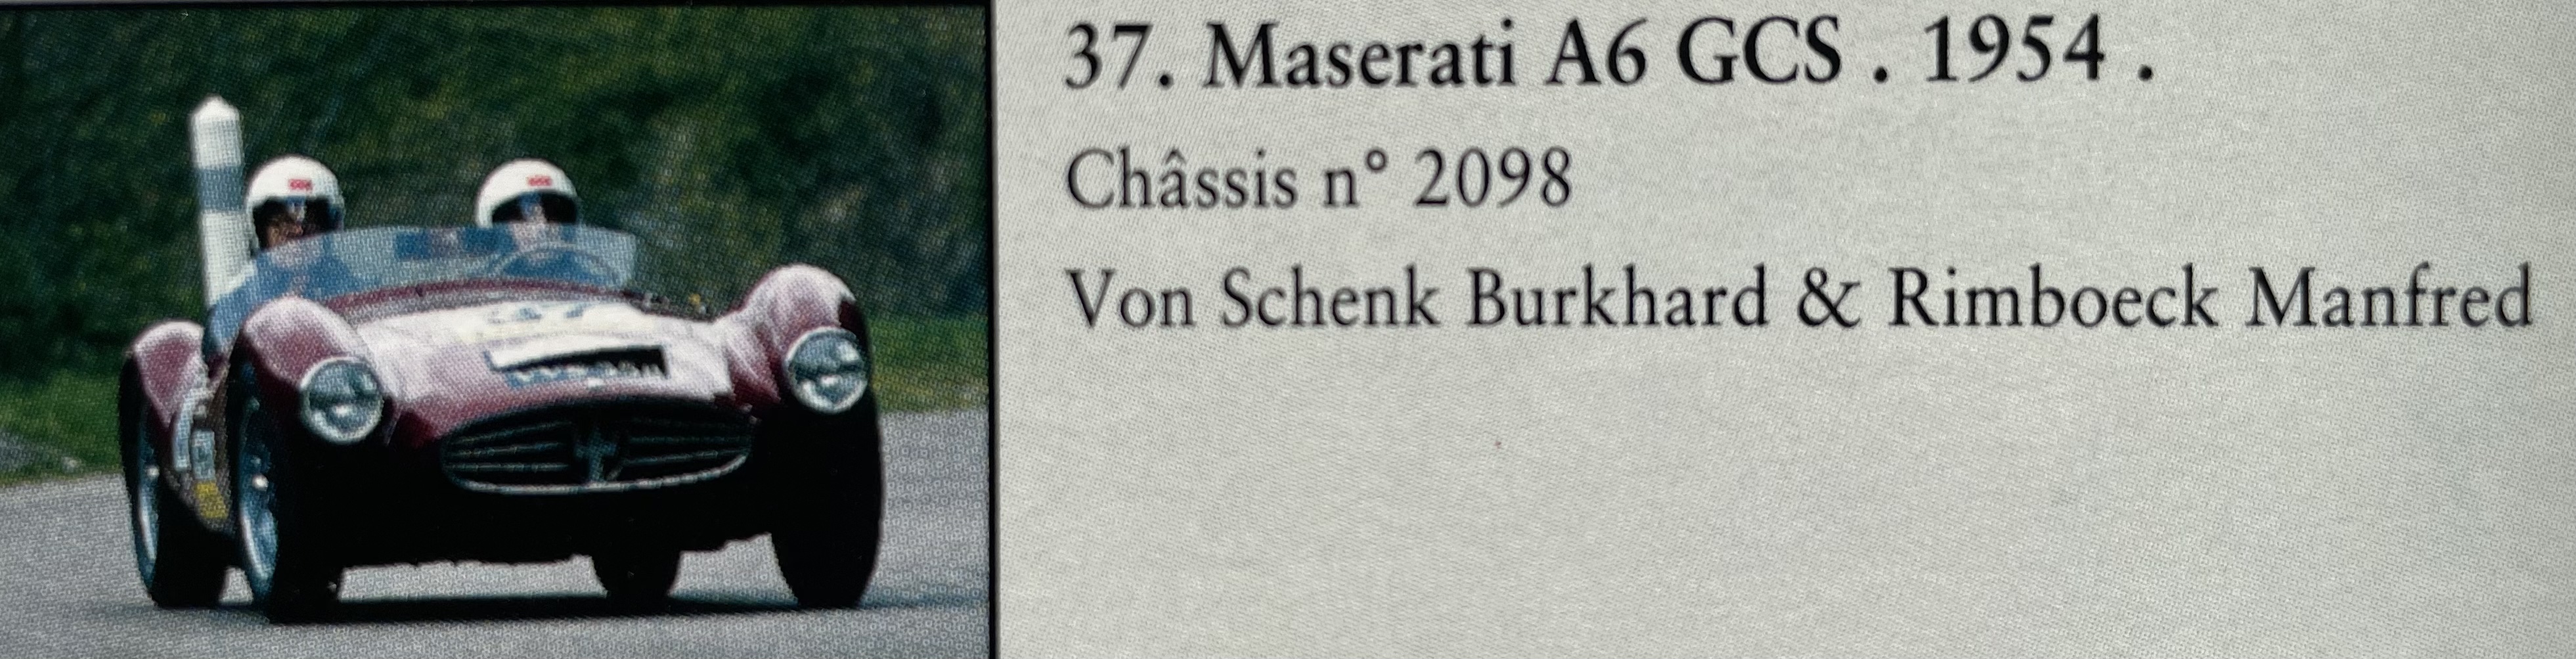 37. Maserati A6 GCS . 1954 .
Châssis n° 2098
Von Schenk Burkhard & Rimboeck Manfred